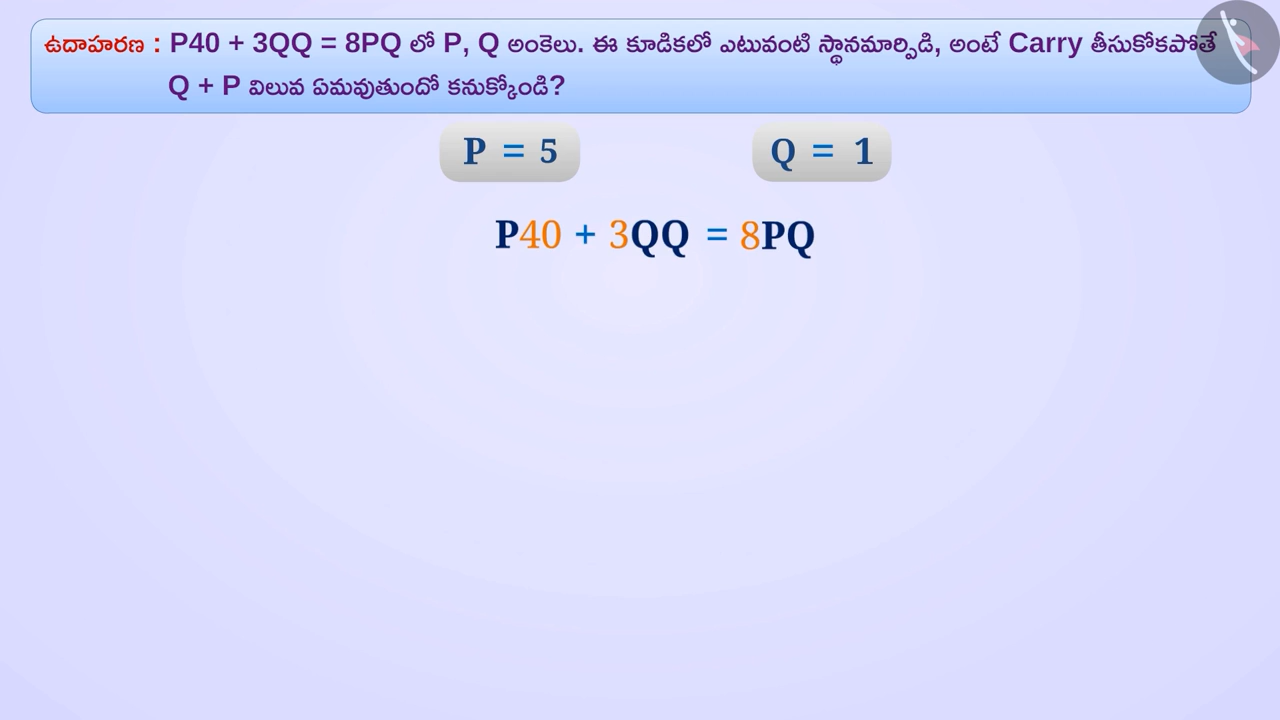 ఉదాహరణ : P40 + 3QQ = 8PQ లో P, Q అంకెలు. ఈ కూడికలో ఎటువంటి స్థానమార్పిడి, అంటే Carry తీసుకోకపోతే
Q + P విలువ ఏమవుతుందో కనుక్కోండి?
P = 5 Q = 1
P40 + 3QQ = 8PQ